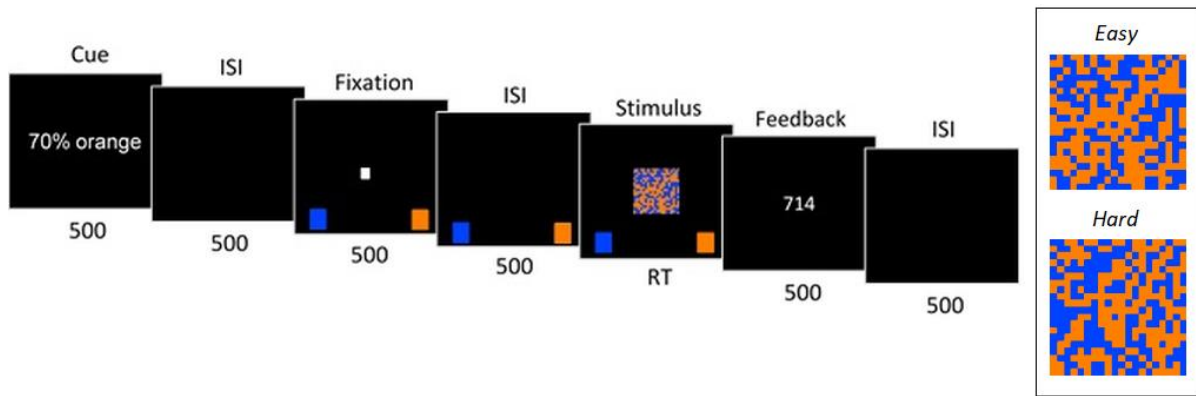 Cue
ISI
Fixation
ISI
Stimulus
Feedback
ISI
70% orange
714
500
500
500
500
RT
500
500
Easy
Hard